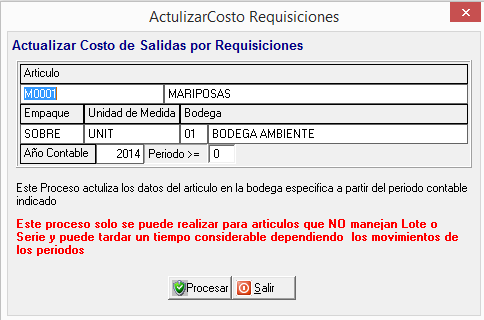 ActulizarCosto Requisiciones
Actualizar Costo de Salidas por Requisiciones
Articulo
M0001 MARIPOSAS
Empaque Unidad de Medida Bodega
SOBRE UNIT 01 BODEGA AMBIENTE
Año Contable 2014 Periodo >= 0
Este Proceso actuliza los datos del articulo en la bodega especifica a partir del periodo contable
indicado
Este proceso solo se puede realizar para articulos que NO manejan Lote o
Serie y puede tardar un tiempo considerable dependiendo los movimientos de
los periodos
Procesar Salir